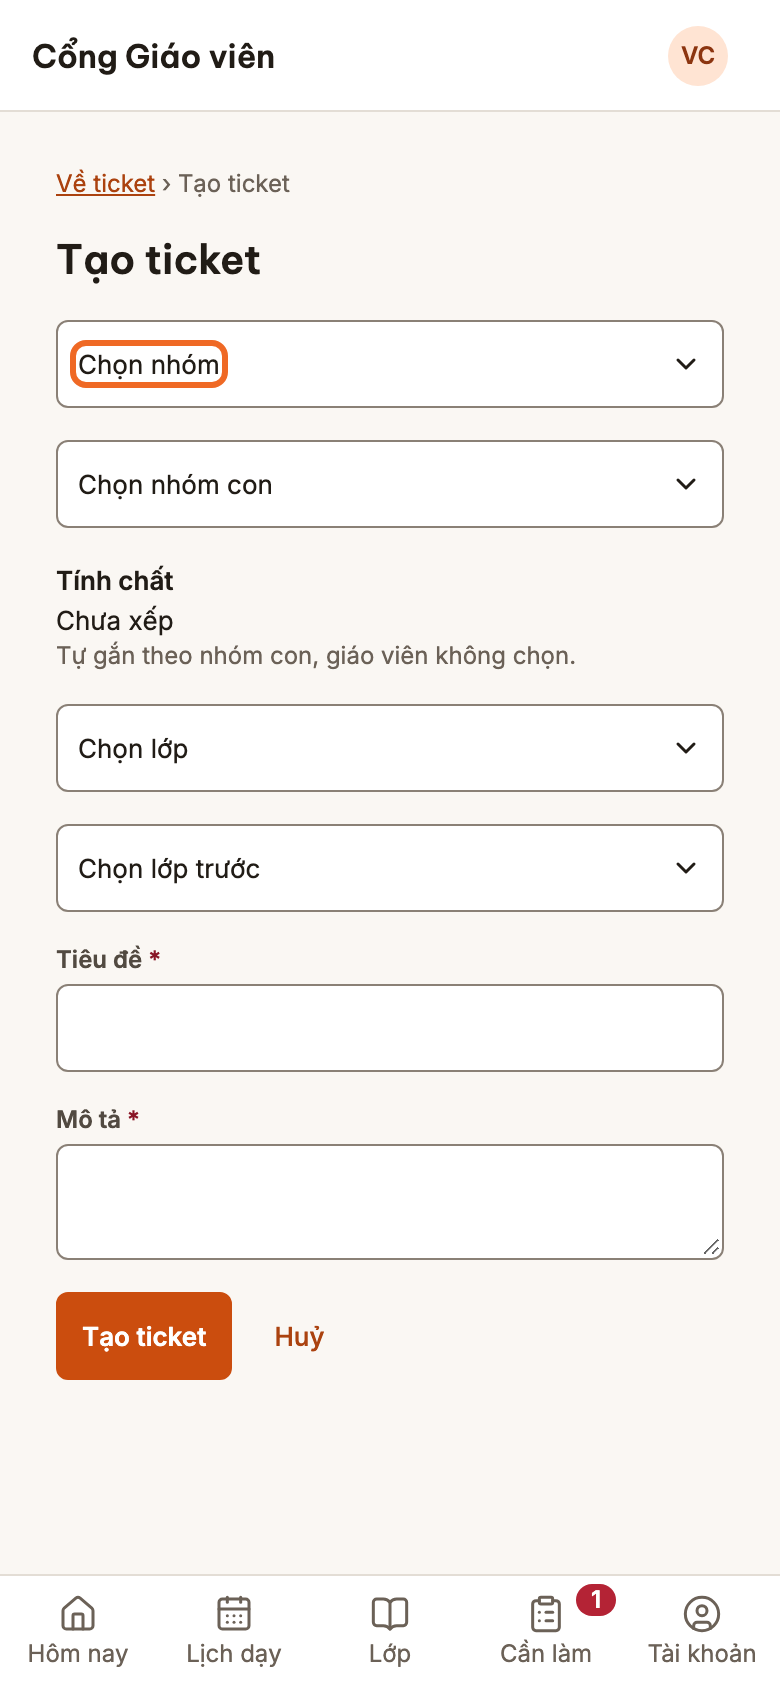 Cổng Giáo viên
VC
Về ticket › Tạo ticket
Tạo ticket
Chọn nhóm
Chọn nhóm con
Tính chất
Chưa xếp
Tự gắn theo nhóm con, giáo viên không chọn.
Chọn lớp
Chọn lớp trước
Tiêu đề *
Mô tả *
Tạo ticket
Huỷ
1
Hôm nay
Lịch dạy
Lớp
Cần làm
Tài khoản